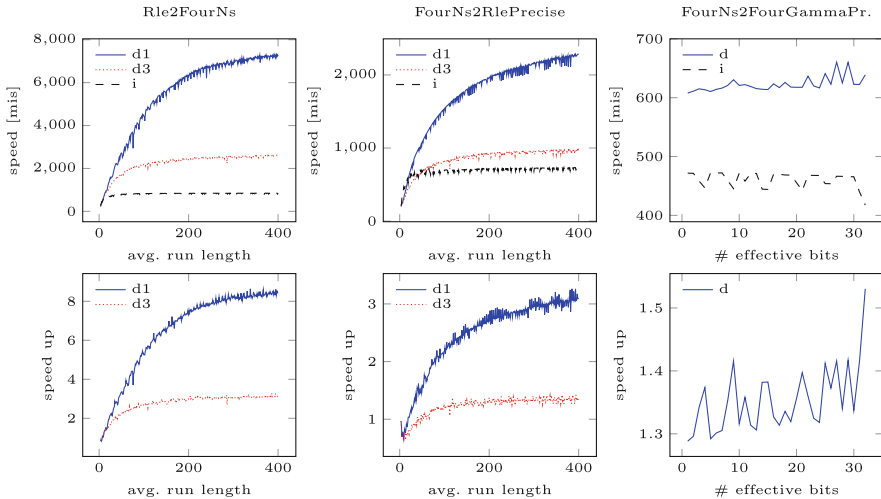 Rle2FourNs
FourNs2RlePrecise
FourNs2FourGammaPr.
8,000
6,000
4,000
2,000
0
speed [mis]
d1
d3
i
0
200
400
avg. run length
2,000
1,000
0
speed [mis]
d1
d3
i
0
200
400
avg. run length
700
600
500
400
speed [mis]
d
i
0
10
20
30
# effective bits
8
6
4
2
speed up
d1
d3
0
200
400
avg. run length
3
2
1
speed up
d1
d3
0
200
400
avg. run length
1.5
1.4
1.3
speed up
d
0
10
20
30
# effective bits